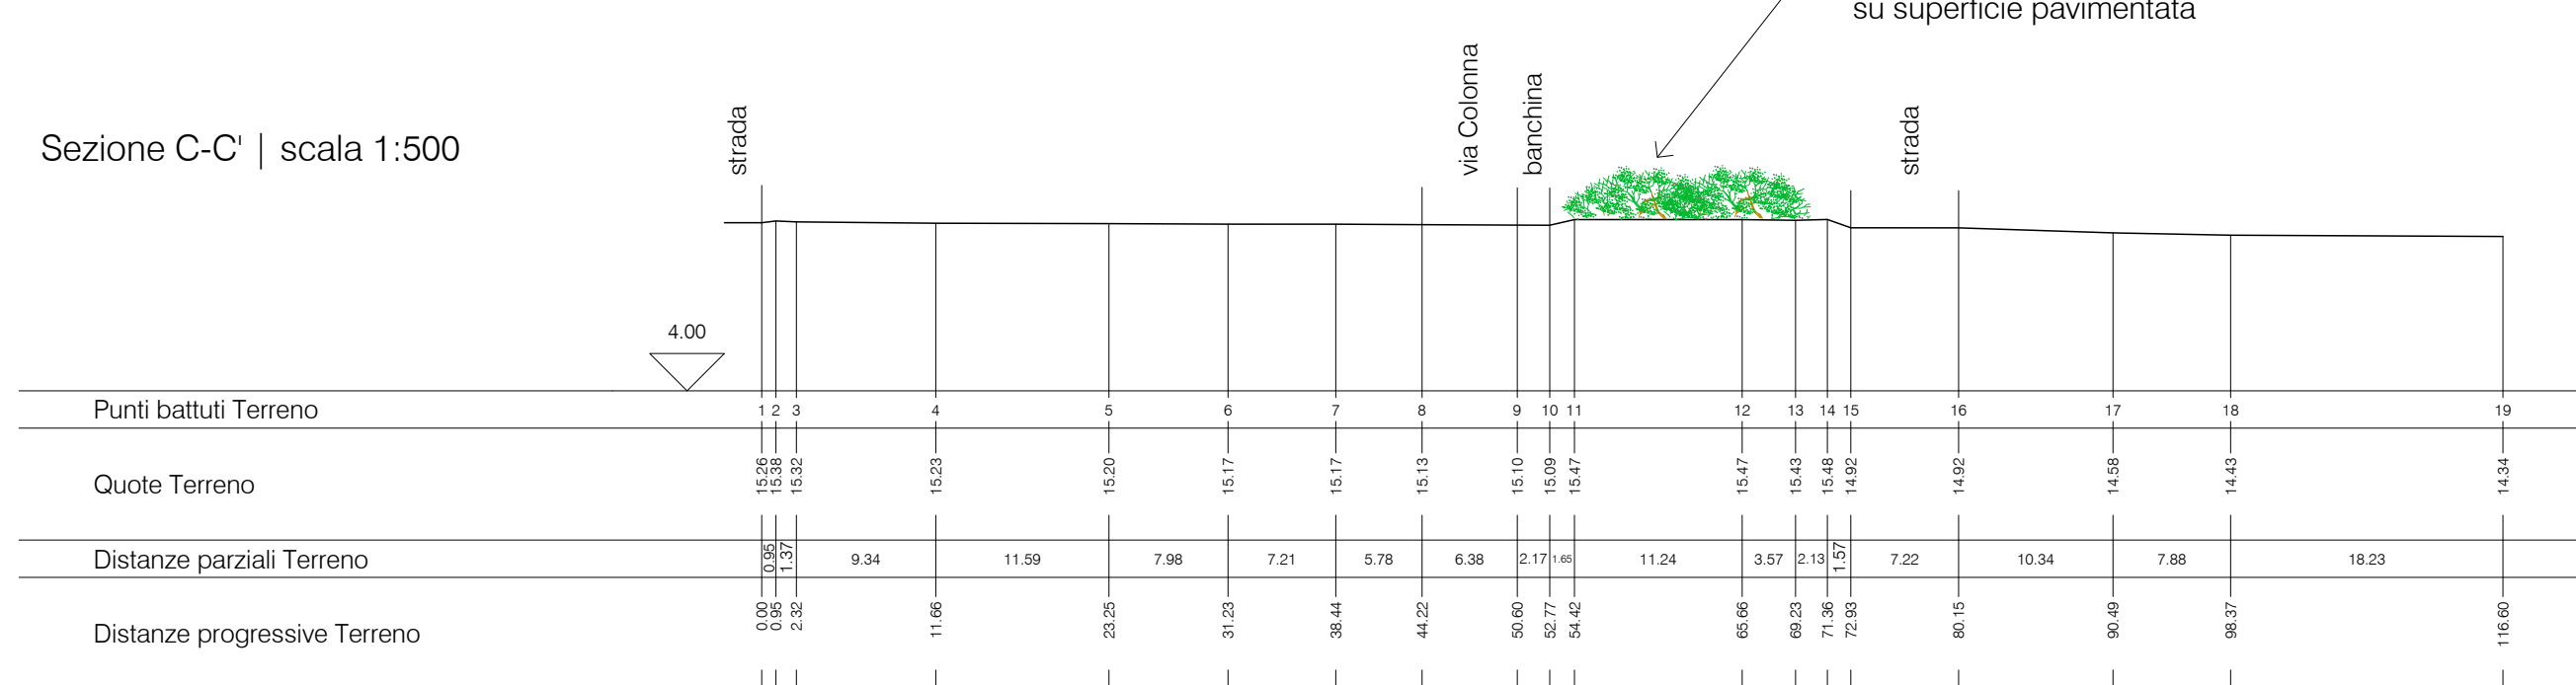 su superficie pavimentata
strada
via Colonna
banchina
strada
Sezione C-C' | scala 1:500
4.00
Punti battuti Terreno 1 2 3 4 5 6 7 8 9 10 11 12 13 14 15 16 17 18 19
Quote Terreno 15.26 15.38 15.32 15.23 15.20 15.17 15.17 15.13 15.10 15.09 15.47 15.47 15.43 15.48 14.92 14.92 14.58 14.43 14.34
Distanze parziali Terreno 0.95 1.37 9.34 11.59 7.98 7.21 5.78 6.38 2.17 1.65 11.24 3.57 2.13 1.57 7.22 10.34 7.88 18.23
Distanze progressive Terreno 0.00 0.95 2.32 11.66 23.25 31.23 38.44 44.22 50.60 52.77 54.42 65.66 69.23 71.36 72.93 80.15 90.49 98.37 116.60